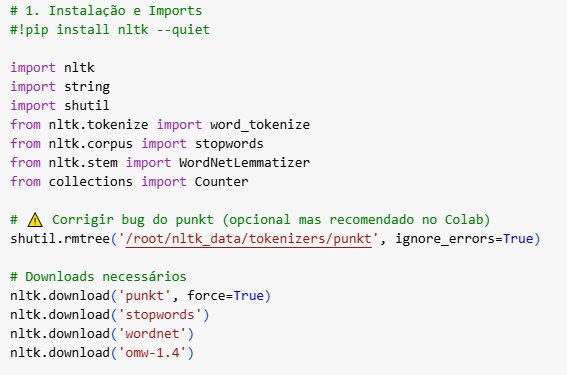 # 1. Instalação e Imports
#!pip install nltk --quiet
import nltk
import string
import shutil
from nltk.tokenize import word_tokenize
from nltk.corpus import stopwords
from nltk.stem import WordNetLemmatizer
from collections import Counter
# ⚠️ Corrigir bug do punkt (opcional mas recomendado no Colab)
shutil.rmtree('/root/nltk_data/tokenizers/punkt', ignore_errors=True)
# Downloads necessários
nltk.download('punkt', force=True)
nltk.download('stopwords')
nltk.download('wordnet')
nltk.download('omw-1.4')